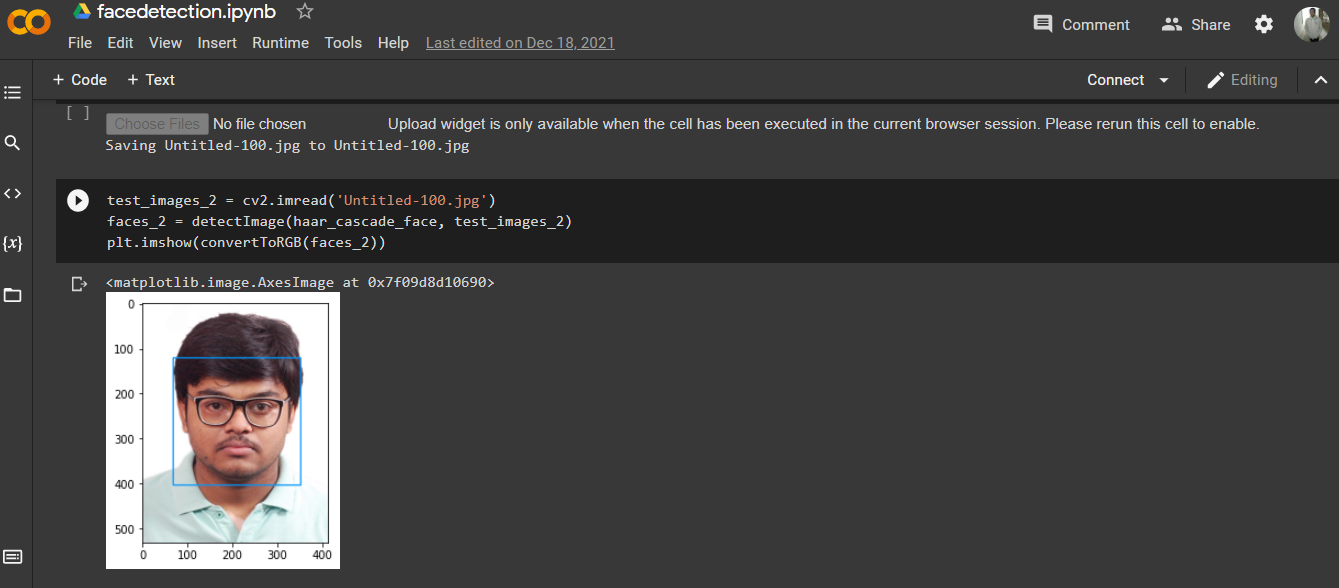 facedetection.ipynb
File Edit View Insert Runtime Tools Help Last edited on Dec 18, 2021
Comment Share
+ Code + Text
Connect Editing
[ ]
Choose Files No file chosen Upload widget is only available when the cell has been executed in the current browser session. Please rerun this cell to enable.
Saving Untitled-100.jpg to Untitled-100.jpg
test_images_2 = cv2.imread('Untitled-100.jpg')
faces_2 = detectImage(haar_cascade_face, test_images_2)
plt.imshow(convertToRGB(faces_2))
<matplotlib.image.AxesImage at 0x7f09d8d10690>
0
100
200
300
400
500
0 100 200 300 400